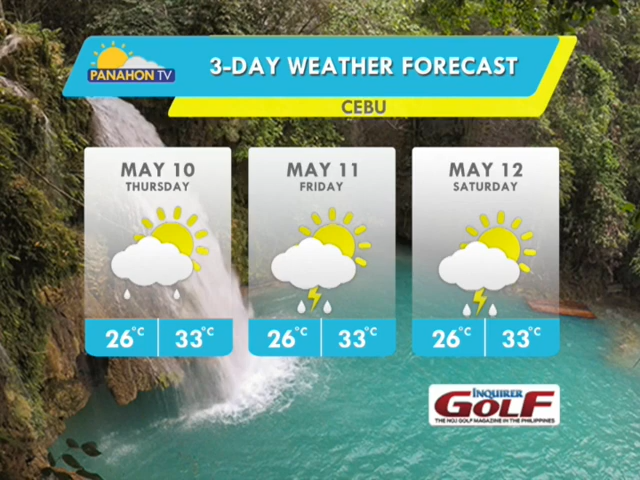 PANAHON TV
3-DAY WEATHER FORECAST
CEBU
MAY 10
THURSDAY
26°C
33°C
MAY 11
FRIDAY
26°C
33°C
MAY 12
SATURDAY
26°C
33°C
INQUIRER
GOLF
THE NO.1 GOLF MAGAZINE IN THE PHILIPPINES